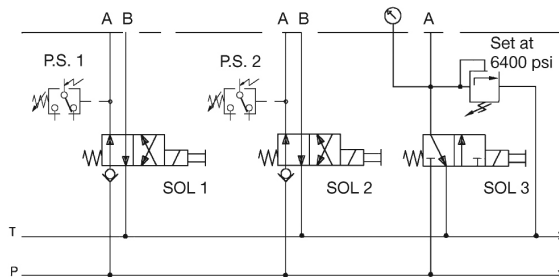 A B
A B
A
P.S. 1
P.S. 2
Set at
6400 psi
SOL 1
SOL 2
SOL 3
T
P